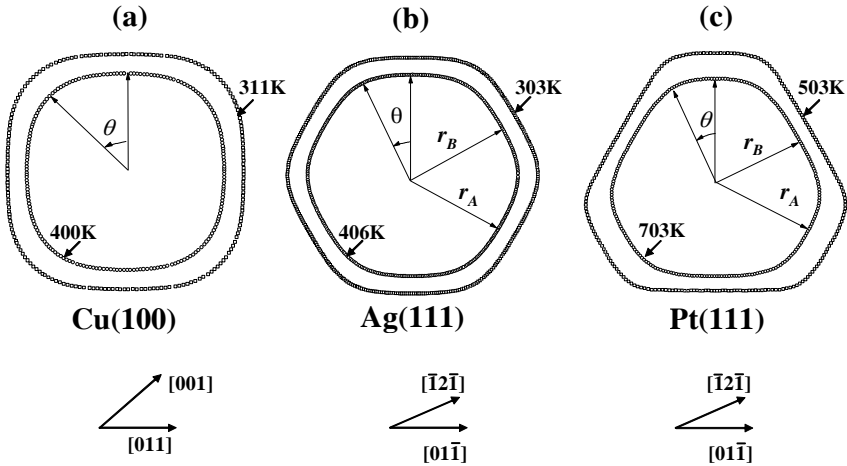 (a) (b) (c)
311K 303K 503K
θ θ θ
r_B r_B
r_A r_A
400K 406K 703K
Cu(100) Ag(111) Pt(111)
[001] [1̅21̅] [1̅21̅]
[011] [011̅] [011̅]